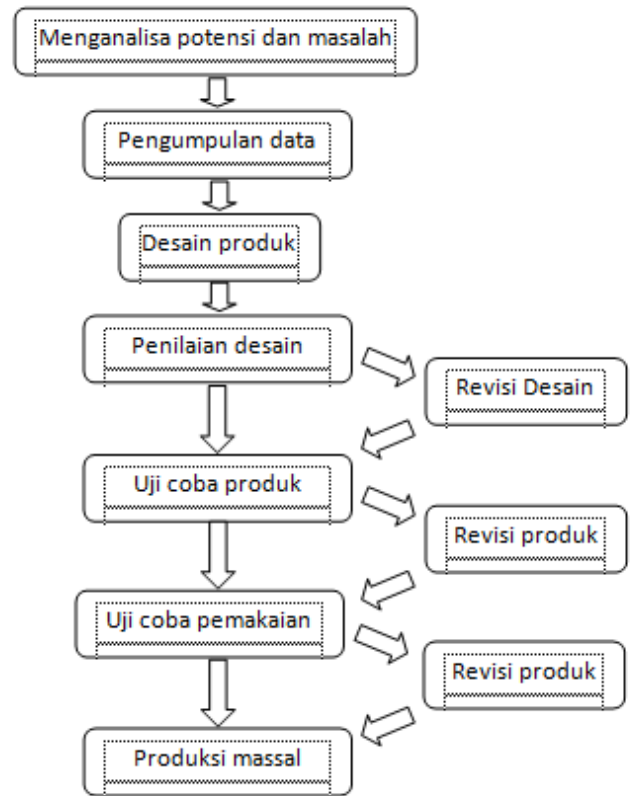 Menganalisa potensi dan masalah
Pengumpulan data
Desain produk
Penilaian desain
Revisi Desain
Uji coba produk
Revisi produk
Uji coba pemakaian
Revisi produk
Produksi massal